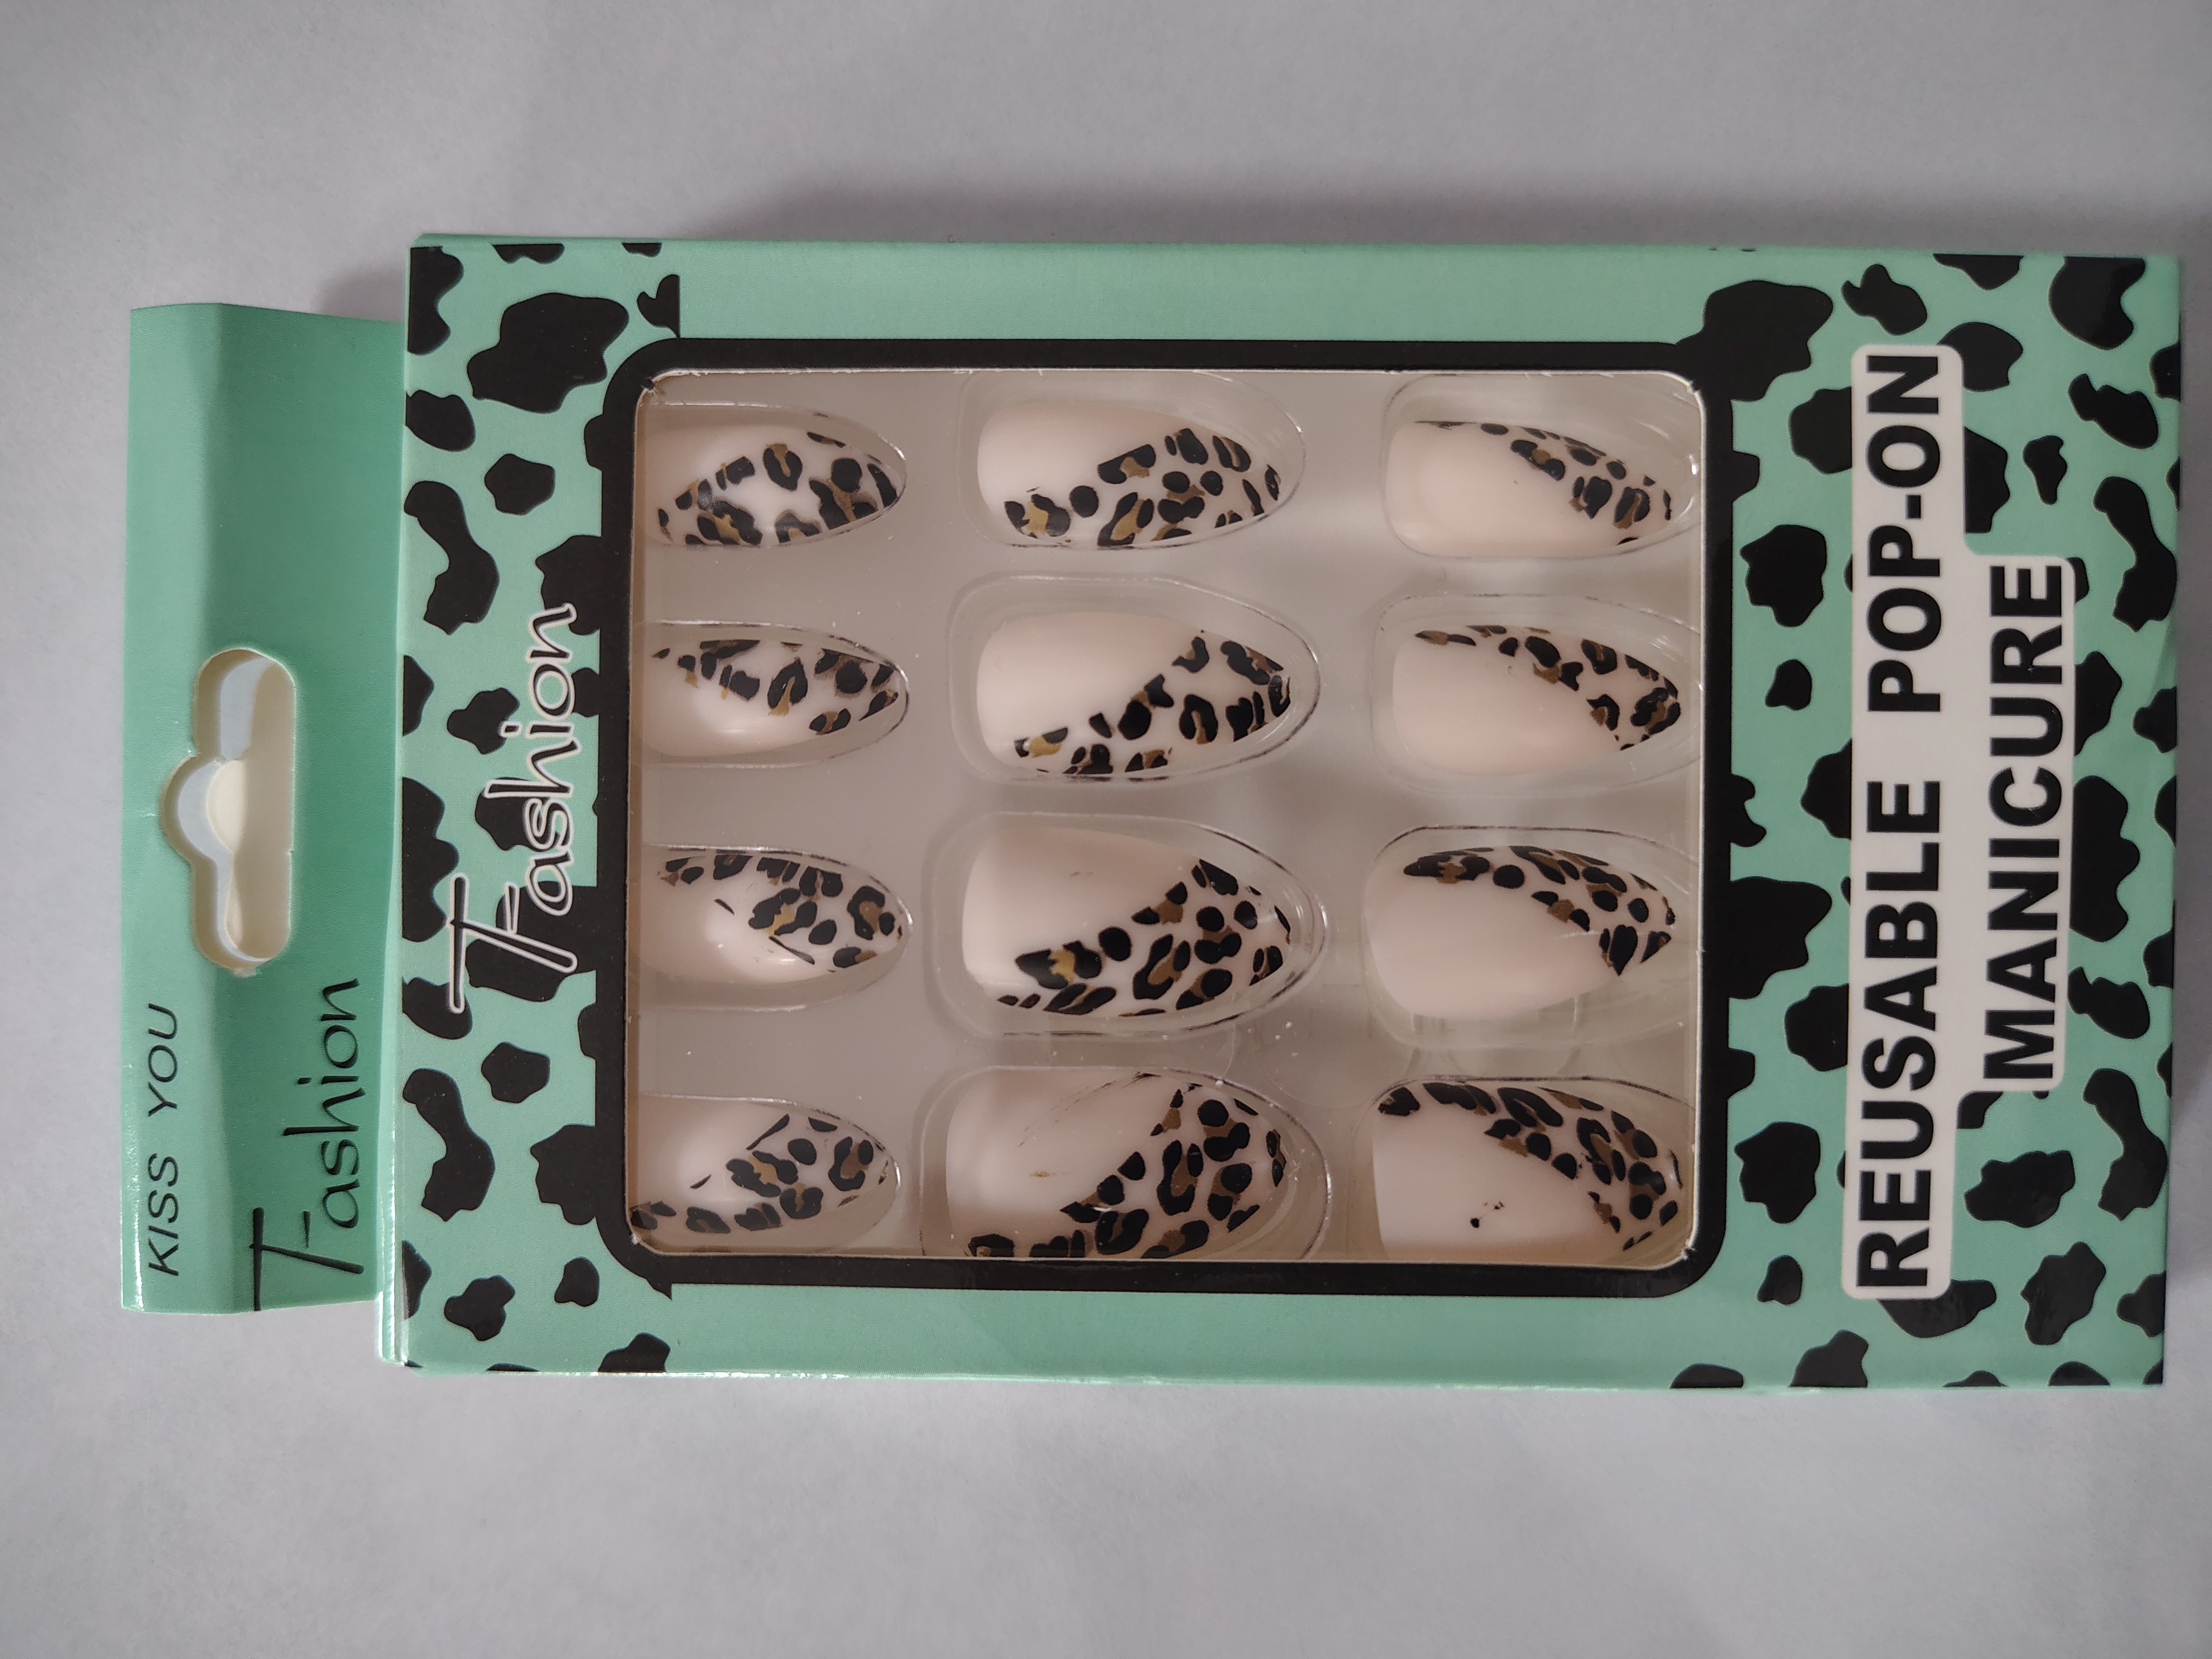 KISS YOU
Fashion
Fashion
REUSABLE POP-ON
MANICURE